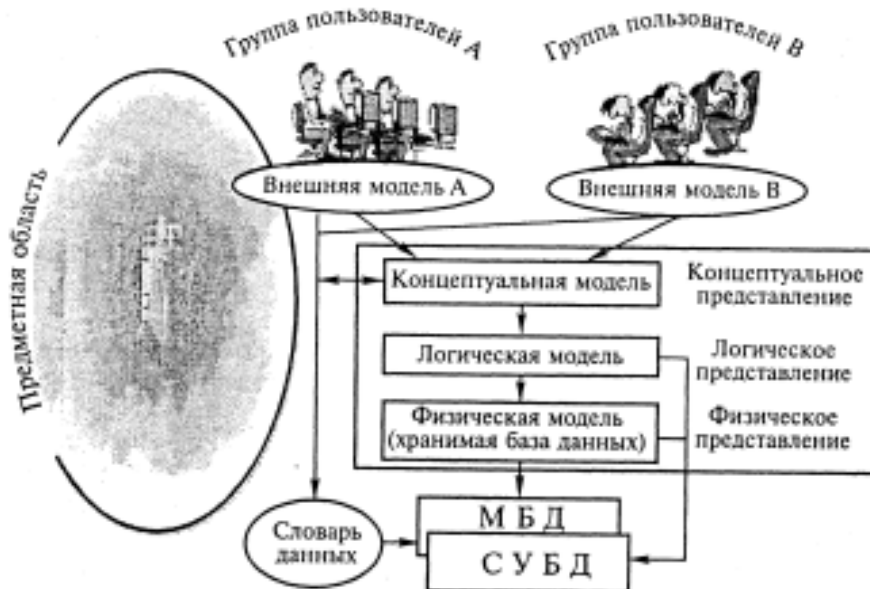 Группа пользователей A
Группа пользователей B
Предметная область
Внешняя модель A
Внешняя модель B
Концептуальная модель
Концептуальное
представление
Логическая модель
Логическое
представление
Физическая модель
(хранимая база данных)
Физическое
представление
Словарь
данных
М Б Д
С У Б Д